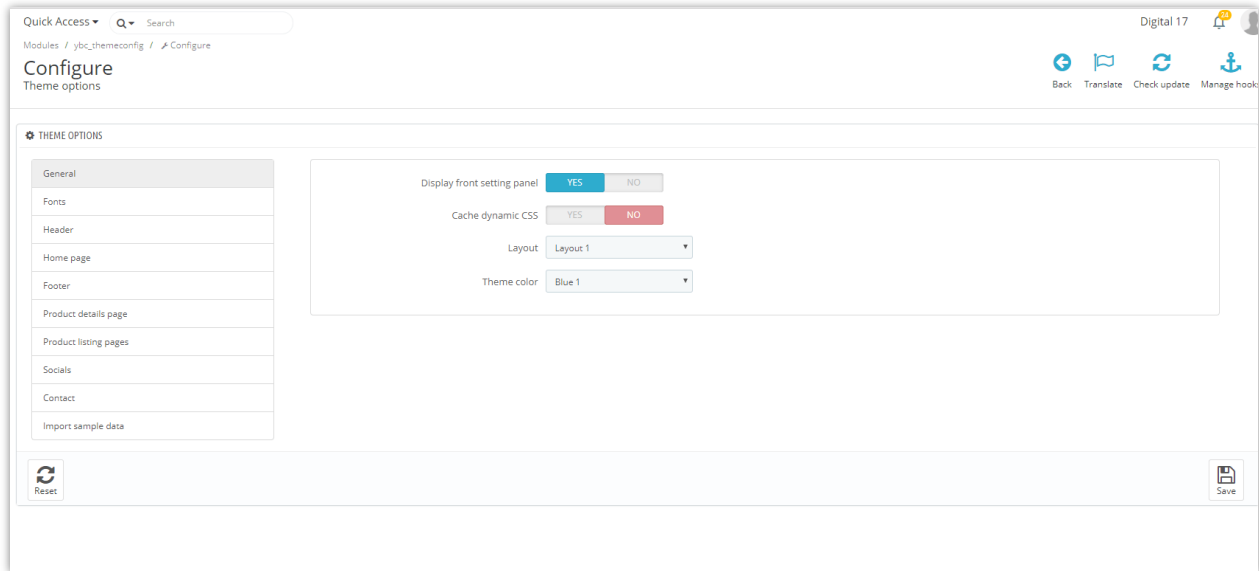 Quick Access
Search
Digital 17
Modules / ybc_themeconfig / Configure
Configure
Theme options
Back
Translate
Check update
Manage hooks
THEME OPTIONS
General
Fonts
Header
Home page
Footer
Product details page
Product listing pages
Socials
Contact
Import sample data
Display front setting panel YES NO
Cache dynamic CSS YES NO
Layout Layout 1
Theme color Blue 1
Reset
Save